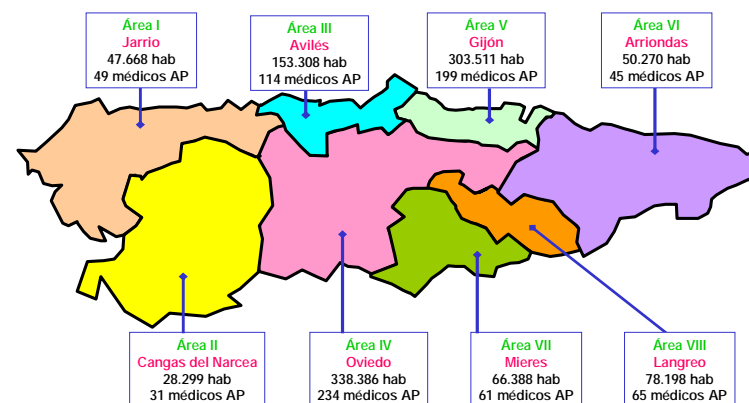 Área I
Jarrio
47.668 hab
49 médicos AP
Área III
Avilés
153.308 hab
114 médicos AP
Área V
Gijón
303.511 hab
199 médicos AP
Área VI
Arriondas
50.270 hab
45 médicos AP
Área II
Cangas del Narcea
28.299 hab
31 médicos AP
Área IV
Oviedo
338.386 hab
234 médicos AP
Área VII
Mieres
66.388 hab
61 médicos AP
Área VIII
Langreo
78.198 hab
65 médicos AP